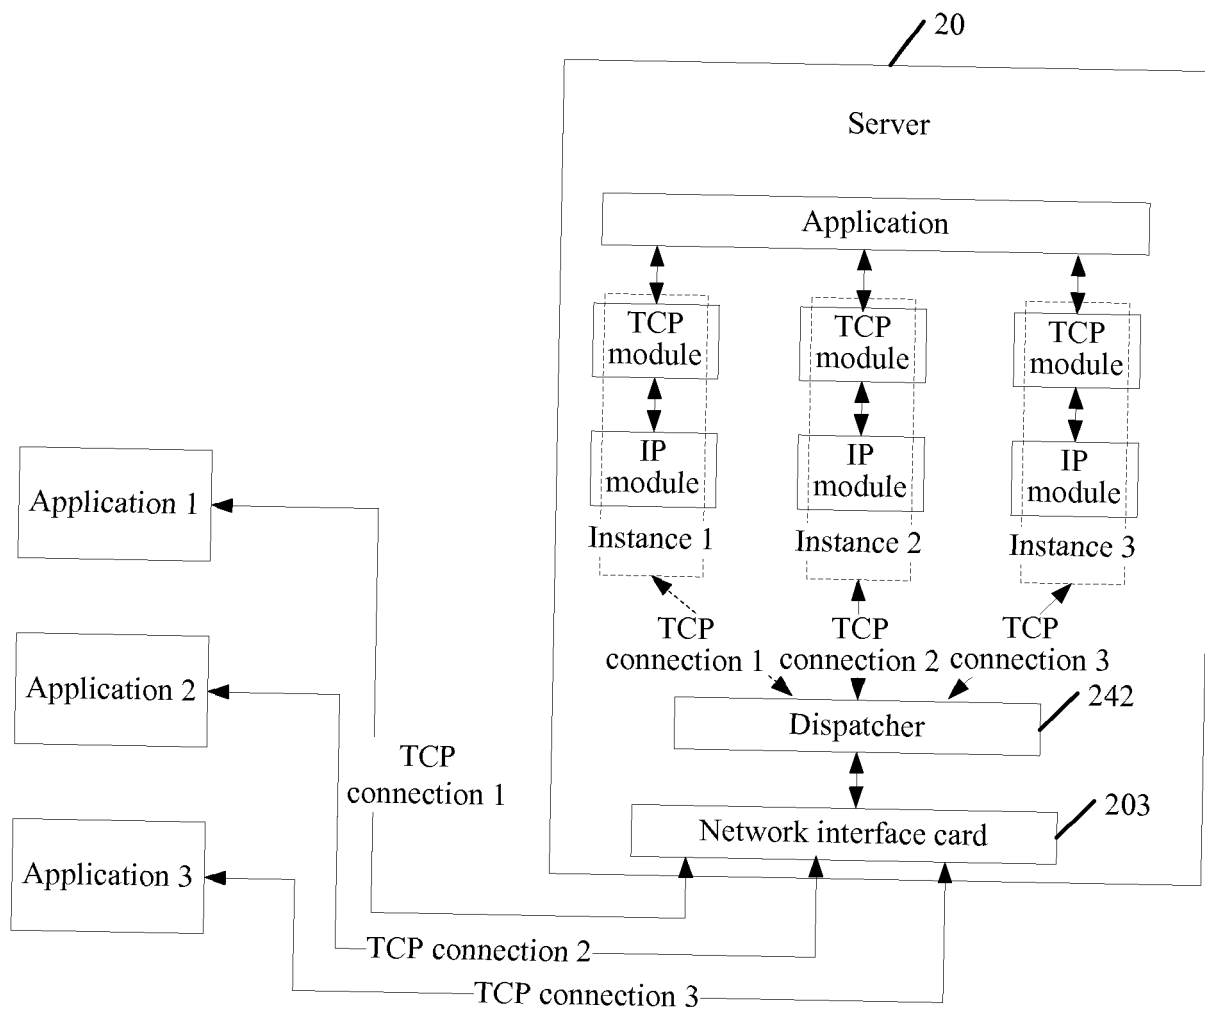 20
Server
Application
TCP
module
TCP
module
TCP
module
IP
module
IP
module
IP
module
Instance 1
Instance 2
Instance 3
Application 1
Application 2
Application 3
TCP
connection 1
TCP
connection 2
TCP
connection 3
242
Dispatcher
203
Network interface card
TCP
connection 1
TCP connection 2
TCP connection 3